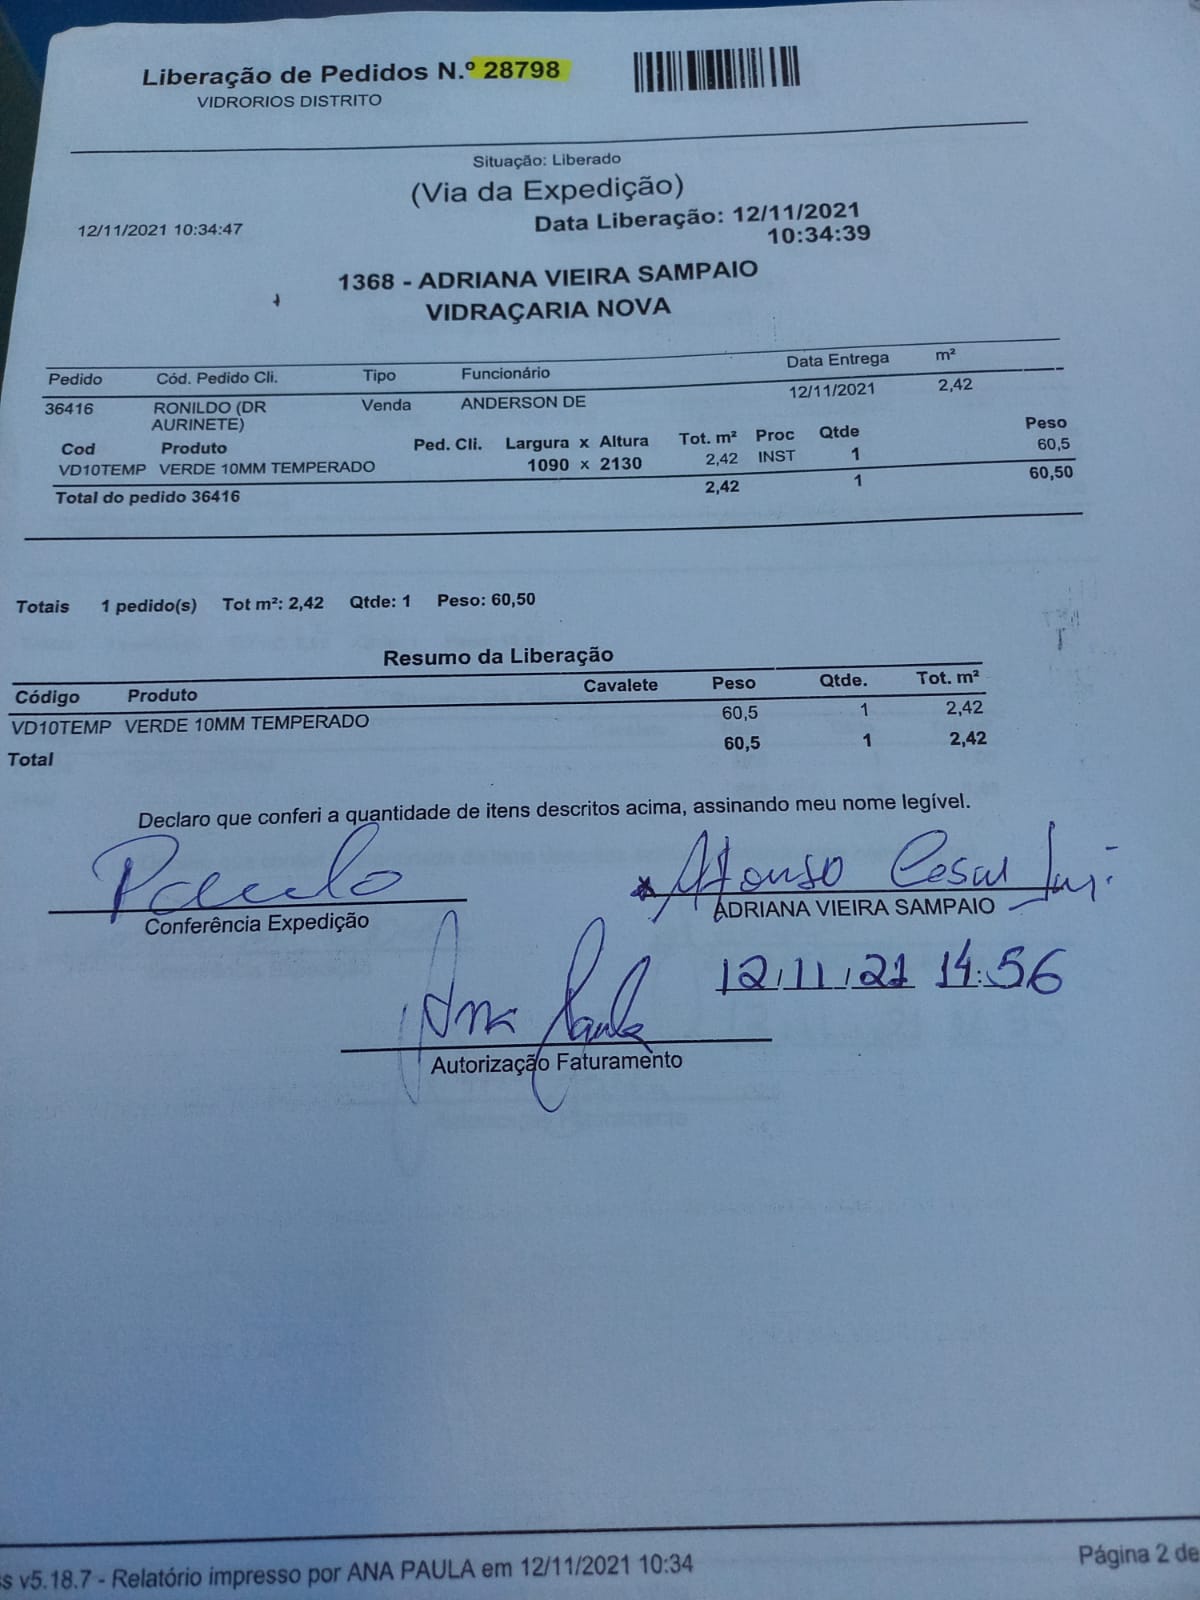 Liberação de Pedidos N.º 28798
VIDRORIOS DISTRITO
Situação: Liberado
(Via da Expedição)
12/11/2021 10:34:47
Data Liberação: 12/11/2021
10:34:39
1368 - ADRIANA VIEIRA SAMPAIO
VIDRAÇARIA NOVA
Pedido Cód. Pedido Cli. Tipo Funcionário Data Entrega m²
36416 RONILDO (DR Venda ANDERSON DE 12/11/2021 2,42
AURINETE)
Cod Produto Ped. Cli. Largura x Altura Tot. m² Proc Qtde Peso
VD10TEMP VERDE 10MM TEMPERADO 1090 x 2130 2,42 INST 1 60,5
Total do pedido 36416 2,42 1 60,50
Totais 1 pedido(s) Tot m²: 2,42 Qtde: 1 Peso: 60,50
Resumo da Liberação
Código Produto Cavalete Peso Qtde. Tot. m²
VD10TEMP VERDE 10MM TEMPERADO 60,5 1 2,42
Total 60,5 1 2,42
Declaro que conferi a quantidade de itens descritos acima, assinando meu nome legível.
Afonso Cesar
Conferência Expedição
ADRIANA VIEIRA SAMPAIO
12/11/21 14:56
Ana Paula
Autorização Faturamento
v5.18.7 - Relatório impresso por ANA PAULA em 12/11/2021 10:34
Página 2 de